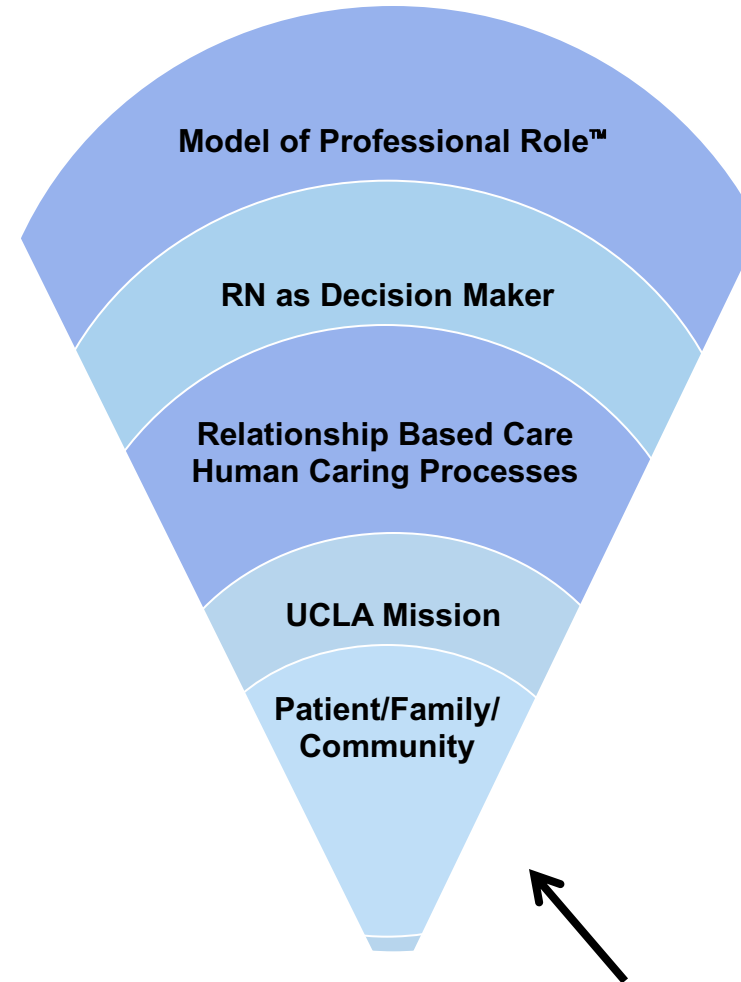 Model of Professional Role™
RN as Decision Maker
Relationship Based Care
Human Caring Processes
UCLA Mission
Patient/Family/
Community